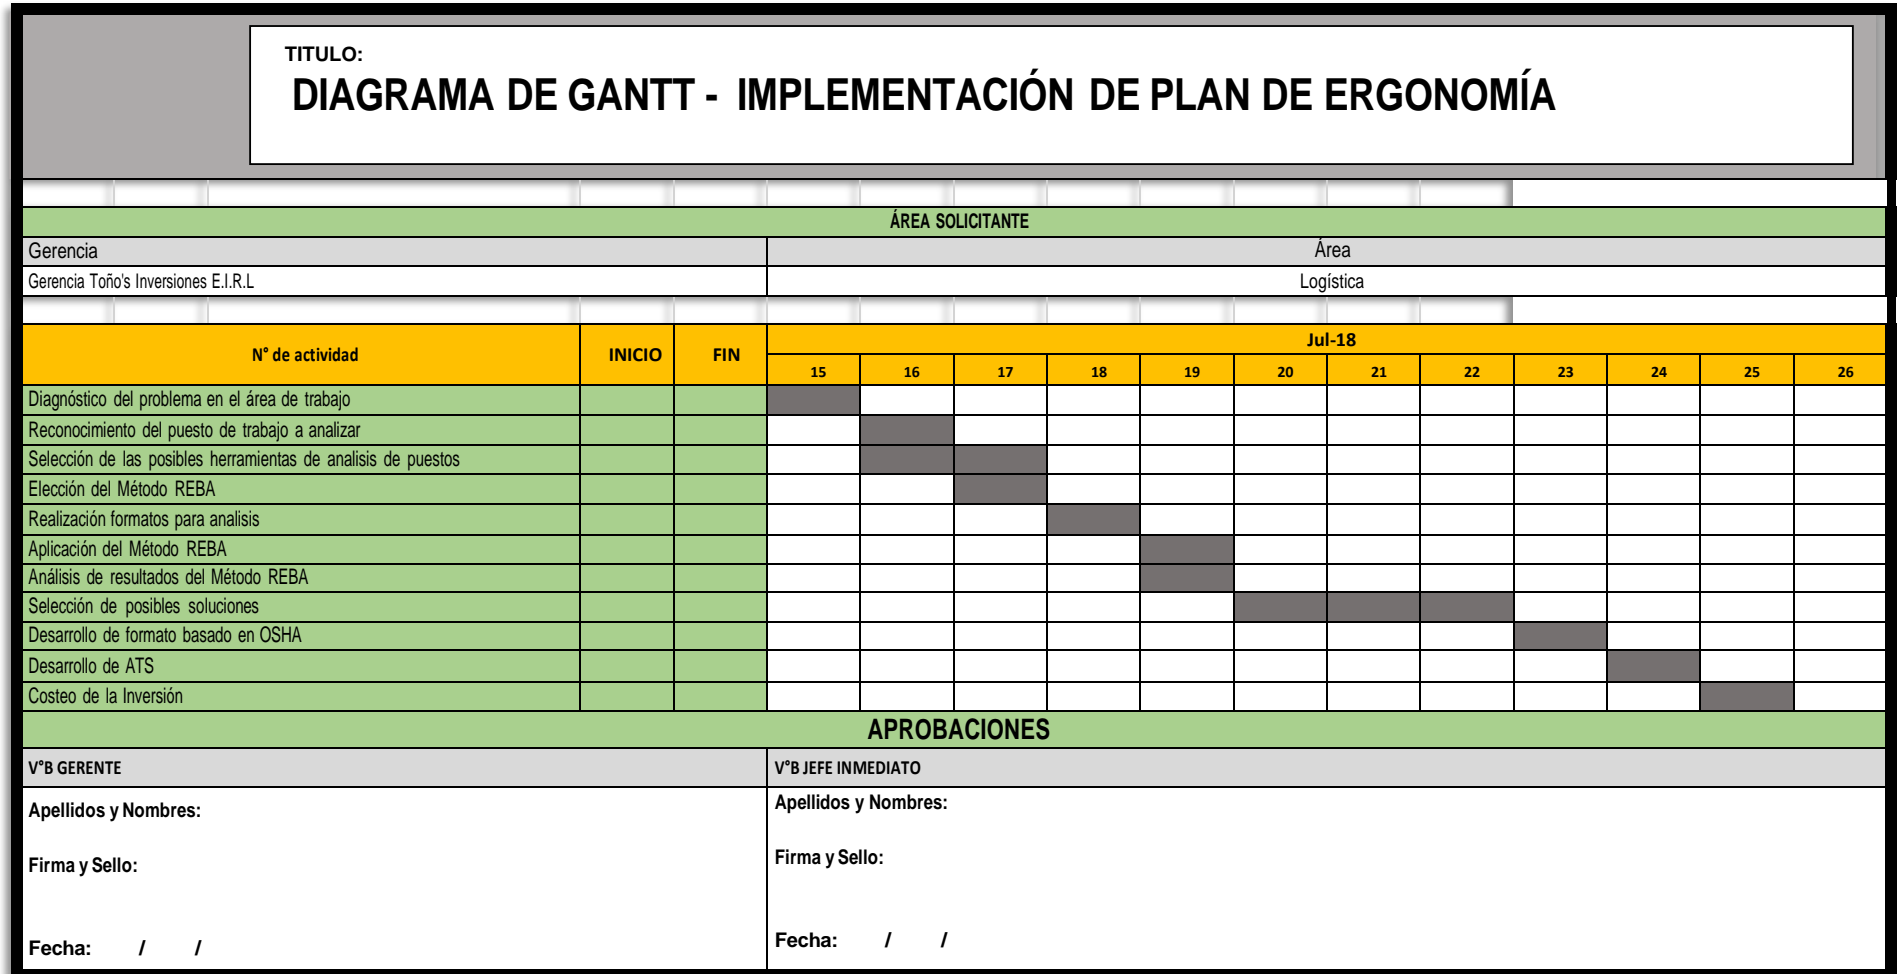 TITULO:
DIAGRAMA DE GANTT - IMPLEMENTACIÓN DE PLAN DE ERGONOMÍA
ÁREA SOLICITANTE
Gerencia Área
Gerencia Toño's Inversiones E.I.R.L Logística
N° de actividad INICIO FIN Jul-18
15 16 17 18 19 20 21 22 23 24 25 26
Diagnóstico del problema en el área de trabajo
Reconocimiento del puesto de trabajo a analizar
Selección de las posibles herramientas de analisis de puestos
Elección del Método REBA
Realización formatos para analisis
Aplicación del Método REBA
Análisis de resultados del Método REBA
Selección de posibles soluciones
Desarrollo de formato basado en OSHA
Desarrollo de ATS
Costeo de la Inversión
APROBACIONES
V°B GERENTE V°B JEFE INMEDIATO
Apellidos y Nombres: Apellidos y Nombres:
Firma y Sello: Firma y Sello:
Fecha: / / Fecha: / /